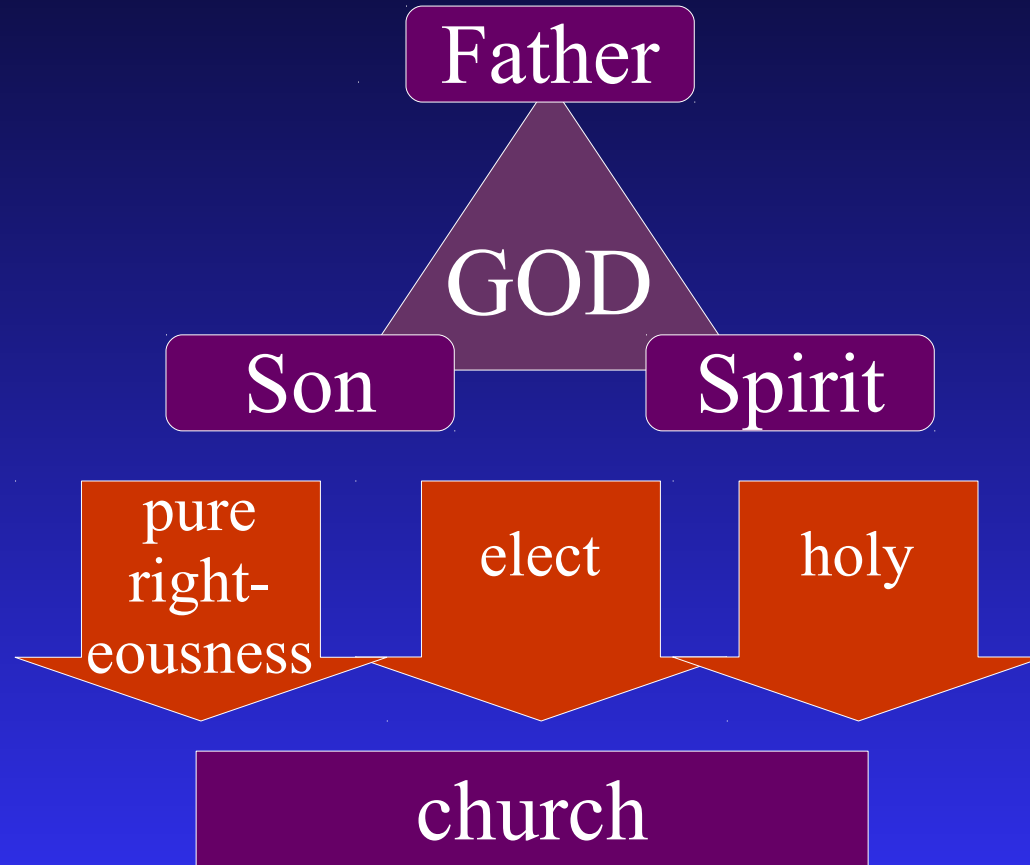 Father
GOD
Son
Spirit
pure
right-
eousness
elect
holy
church